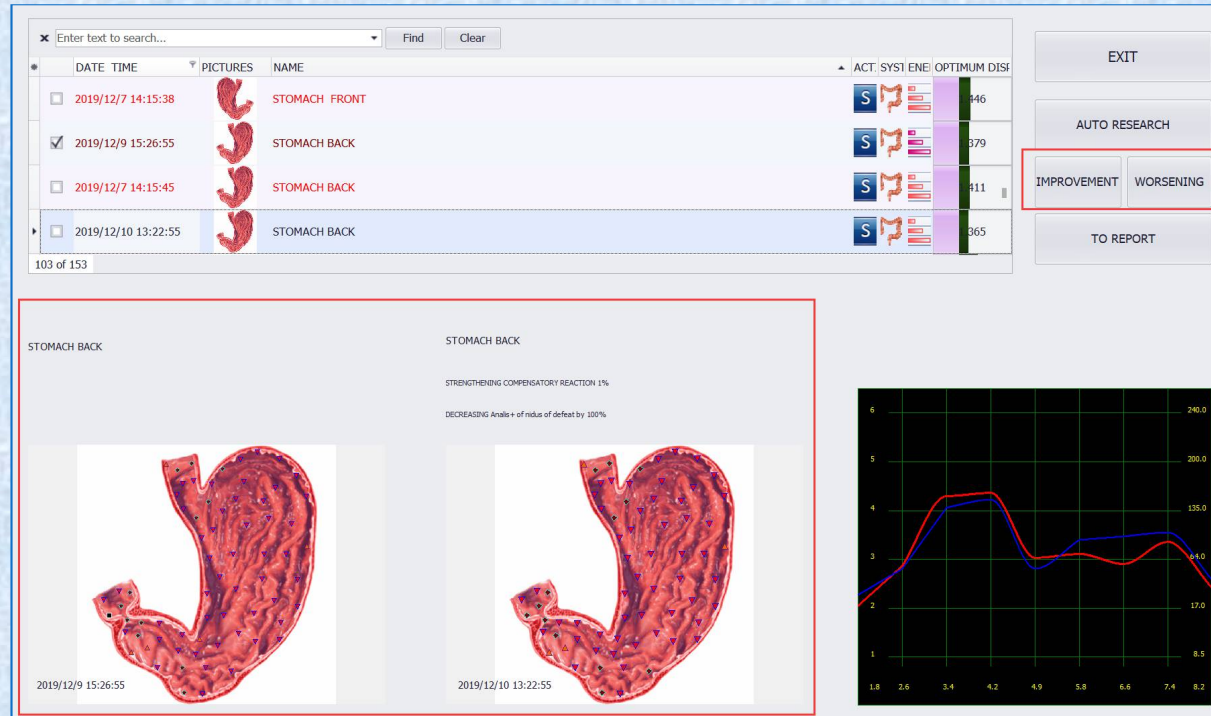 Enter text to search...
Find
Clear
EXIT
DATE TIME
PICTURES
NAME
ACT.
SYST
ENE
OPTIMUM DISP
2019/12/7 14:15:38
STOMACH FRONT
446
AUTO RESEARCH
2019/12/9 15:26:55
STOMACH BACK
S
379
2019/12/7 14:15:45
STOMACH BACK
S
411
IMPROVEMENT
WORSENING
2019/12/10 13:22:55
STOMACH BACK
S
365
TO REPORT
103 of 153
STOMACH BACK
STOMACH BACK
STRENGTHENING COMPENSATORY REACTION 1%
DECREASING Analis+ of nidus of defeat by 100%
2019/12/9 15:26:55
2019/12/10 13:22:55
6 240.0
5 200.0
4 135.0
3 64.0
2 17.0
1 8.5
1.8 2.6 3.4 4.2 4.9 5.8 6.6 7.4 8.2